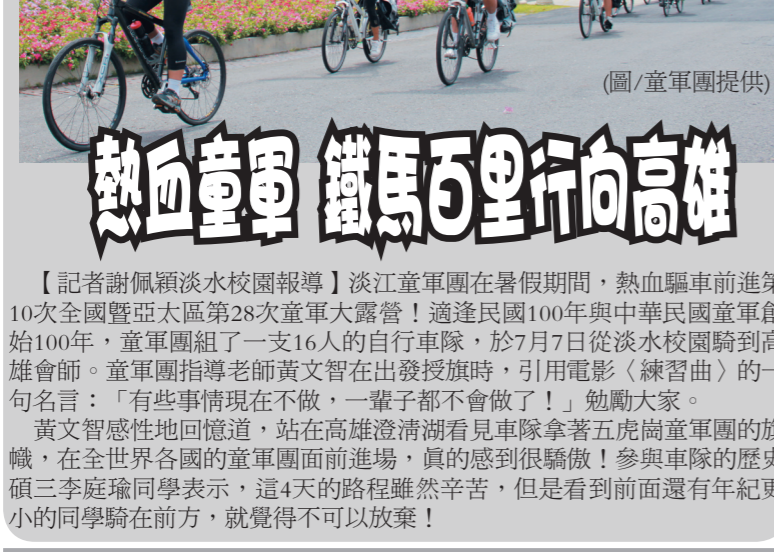 (圖/童軍團提供)
熱血童軍 鐵馬百里行向高雄
【記者謝佩穎淡水校園報導】淡江童軍團在暑假期間，熱血驅車前進第
10次全國暨亞太區第28次童軍大露營！適逢民國100年與中華民國童軍創
始100年，童軍團組了一支16人的自行車隊，於7月7日從淡水校園騎到高
雄會師。童軍團指導老師黃文智在出發授旗時，引用電影〈練習曲〉的一
句名言：「有些事情現在不做，一輩子都不會做了！」勉勵大家。
黃文智感性地回憶道，站在高雄澄清湖看見車隊拿著五虎崗童軍團的旗
幟，在全世界各國的童軍團面前進場，真的感到很驕傲！參與車隊的歷史
碩三李庭瑜同學表示，這4天的路程雖然辛苦，但是看到前面還有年紀更
小的同學騎在前方，就覺得不可以放棄！